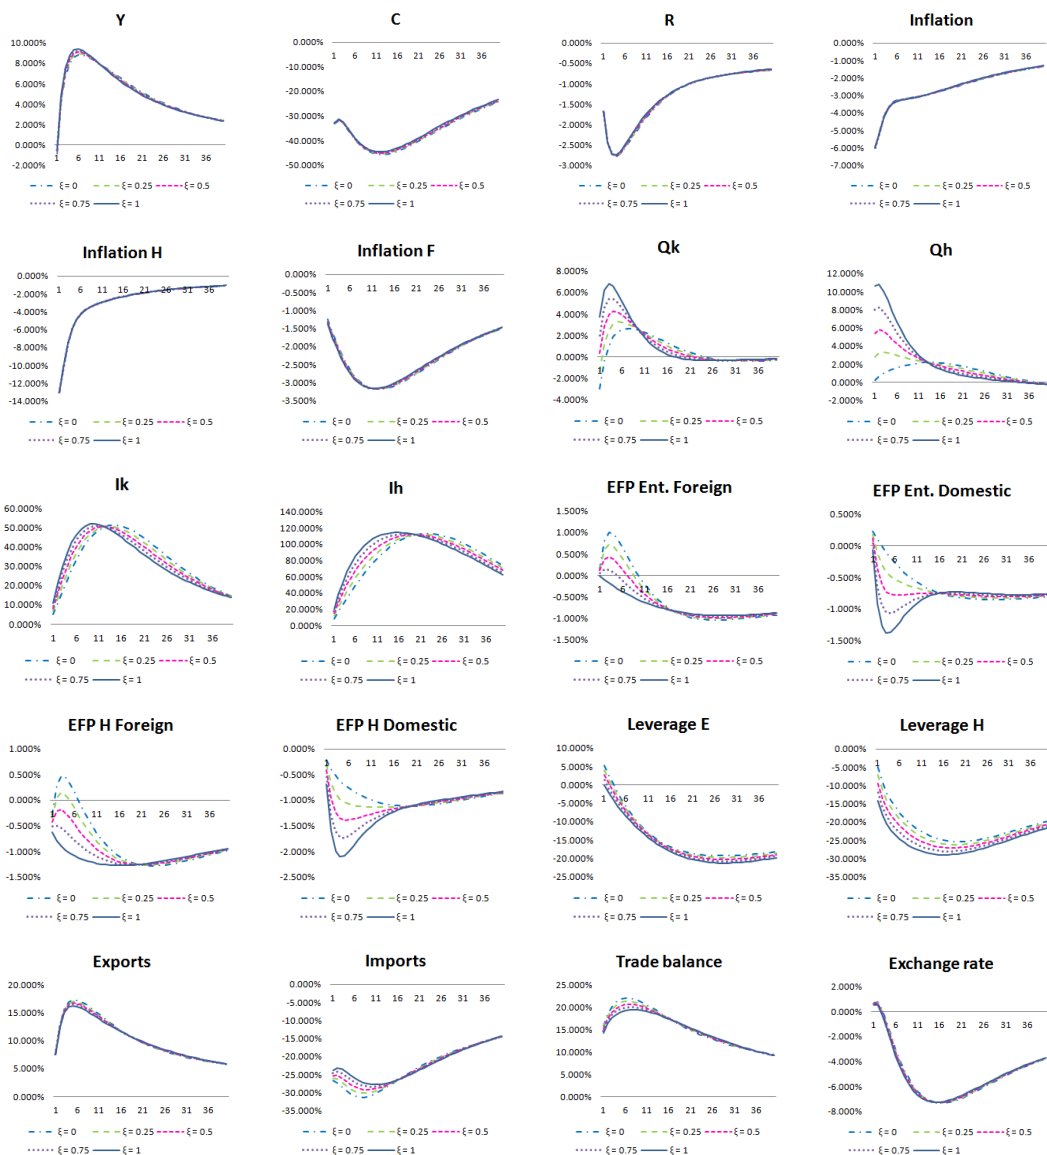 Y
10.000%
8.000%
6.000%
4.000%
2.000%
0.000%
-2.000%
1 6 11 16 21 26 31 36
ξ = 0 ξ = 0.25 ξ = 0.5
ξ = 0.75 ξ = 1
C
0.000%
-10.000%
-20.000%
-30.000%
-40.000%
-50.000%
1 6 11 16 21 26 31 36
ξ = 0 ξ = 0.25 ξ = 0.5
ξ = 0.75 ξ = 1
R
0.000%
-0.500%
-1.000%
-1.500%
-2.000%
-2.500%
-3.000%
1 6 11 16 21 26 31 36
ξ = 0 ξ = 0.25 ξ = 0.5
ξ = 0.75 ξ = 1
Inflation
0.000%
-1.000%
-2.000%
-3.000%
-4.000%
-5.000%
-6.000%
-7.000%
1 6 11 16 21 26 31 36
ξ = 0 ξ = 0.25 ξ = 0.5
ξ = 0.75 ξ = 1
Inflation H
0.000%
-2.000%
-4.000%
-6.000%
-8.000%
-10.000%
-12.000%
-14.000%
1 6 11 16 21 26 31 36
ξ = 0 ξ = 0.25 ξ = 0.5
ξ = 0.75 ξ = 1
Inflation F
0.000%
-0.500%
-1.000%
-1.500%
-2.000%
-2.500%
-3.000%
-3.500%
1 6 11 16 21 26 31 36
ξ = 0 ξ = 0.25 ξ = 0.5
ξ = 0.75 ξ = 1
Qk
8.000%
6.000%
4.000%
2.000%
0.000%
-2.000%
-4.000%
1 6 11 16 21 26 31 36
ξ = 0 ξ = 0.25 ξ = 0.5
ξ = 0.75 ξ = 1
Qh
12.000%
10.000%
8.000%
6.000%
4.000%
2.000%
0.000%
-2.000%
1 6 11 16 21 26 31 36
ξ = 0 ξ = 0.25 ξ = 0.5
ξ = 0.75 ξ = 1
Ik
60.000%
50.000%
40.000%
30.000%
20.000%
10.000%
0.000%
1 6 11 16 21 26 31 36
ξ = 0 ξ = 0.25 ξ = 0.5
ξ = 0.75 ξ = 1
Ih
140.000%
120.000%
100.000%
80.000%
60.000%
40.000%
20.000%
0.000%
1 6 11 16 21 26 31 36
ξ = 0 ξ = 0.25 ξ = 0.5
ξ = 0.75 ξ = 1
EFP Ent. Foreign
1.500%
1.000%
0.500%
0.000%
-0.500%
-1.000%
-1.500%
1 6 11 16 21 26 31 36
ξ = 0 ξ = 0.25 ξ = 0.5
ξ = 0.75 ξ = 1
EFP Ent. Domestic
0.500%
0.000%
-0.500%
-1.000%
-1.500%
1 6 11 16 21 26 31 36
ξ = 0 ξ = 0.25 ξ = 0.5
ξ = 0.75 ξ = 1
EFP H Foreign
1.000%
0.500%
0.000%
-0.500%
-1.000%
-1.500%
1 6 11 16 21 26 31 36
ξ = 0 ξ = 0.25 ξ = 0.5
ξ = 0.75 ξ = 1
EFP H Domestic
0.000%
-0.500%
-1.000%
-1.500%
-2.000%
-2.500%
1 6 11 16 21 26 31 36
ξ = 0 ξ = 0.25 ξ = 0.5
ξ = 0.75 ξ = 1
Leverage E
10.000%
5.000%
0.000%
-5.000%
-10.000%
-15.000%
-20.000%
-25.000%
1 6 11 16 21 26 31 36
ξ = 0 ξ = 0.25 ξ = 0.5
ξ = 0.75 ξ = 1
Leverage H
0.000%
-5.000%
-10.000%
-15.000%
-20.000%
-25.000%
-30.000%
-35.000%
1 6 11 16 21 26 31 36
ξ = 0 ξ = 0.25 ξ = 0.5
ξ = 0.75 ξ = 1
Exports
20.000%
15.000%
10.000%
5.000%
0.000%
1 6 11 16 21 26 31 36
ξ = 0 ξ = 0.25 ξ = 0.5
ξ = 0.75 ξ = 1
Imports
0.000%
-5.000%
-10.000%
-15.000%
-20.000%
-25.000%
-30.000%
-35.000%
1 6 11 16 21 26 31 36
ξ = 0 ξ = 0.25 ξ = 0.5
ξ = 0.75 ξ = 1
Trade balance
25.000%
20.000%
15.000%
10.000%
5.000%
0.000%
1 6 11 16 21 26 31 36
ξ = 0 ξ = 0.25 ξ = 0.5
ξ = 0.75 ξ = 1
Exchange rate
2.000%
0.000%
-2.000%
-4.000%
-6.000%
-8.000%
1 6 11 16 21 26 31 36
ξ = 0 ξ = 0.25 ξ = 0.5
ξ = 0.75 ξ = 1